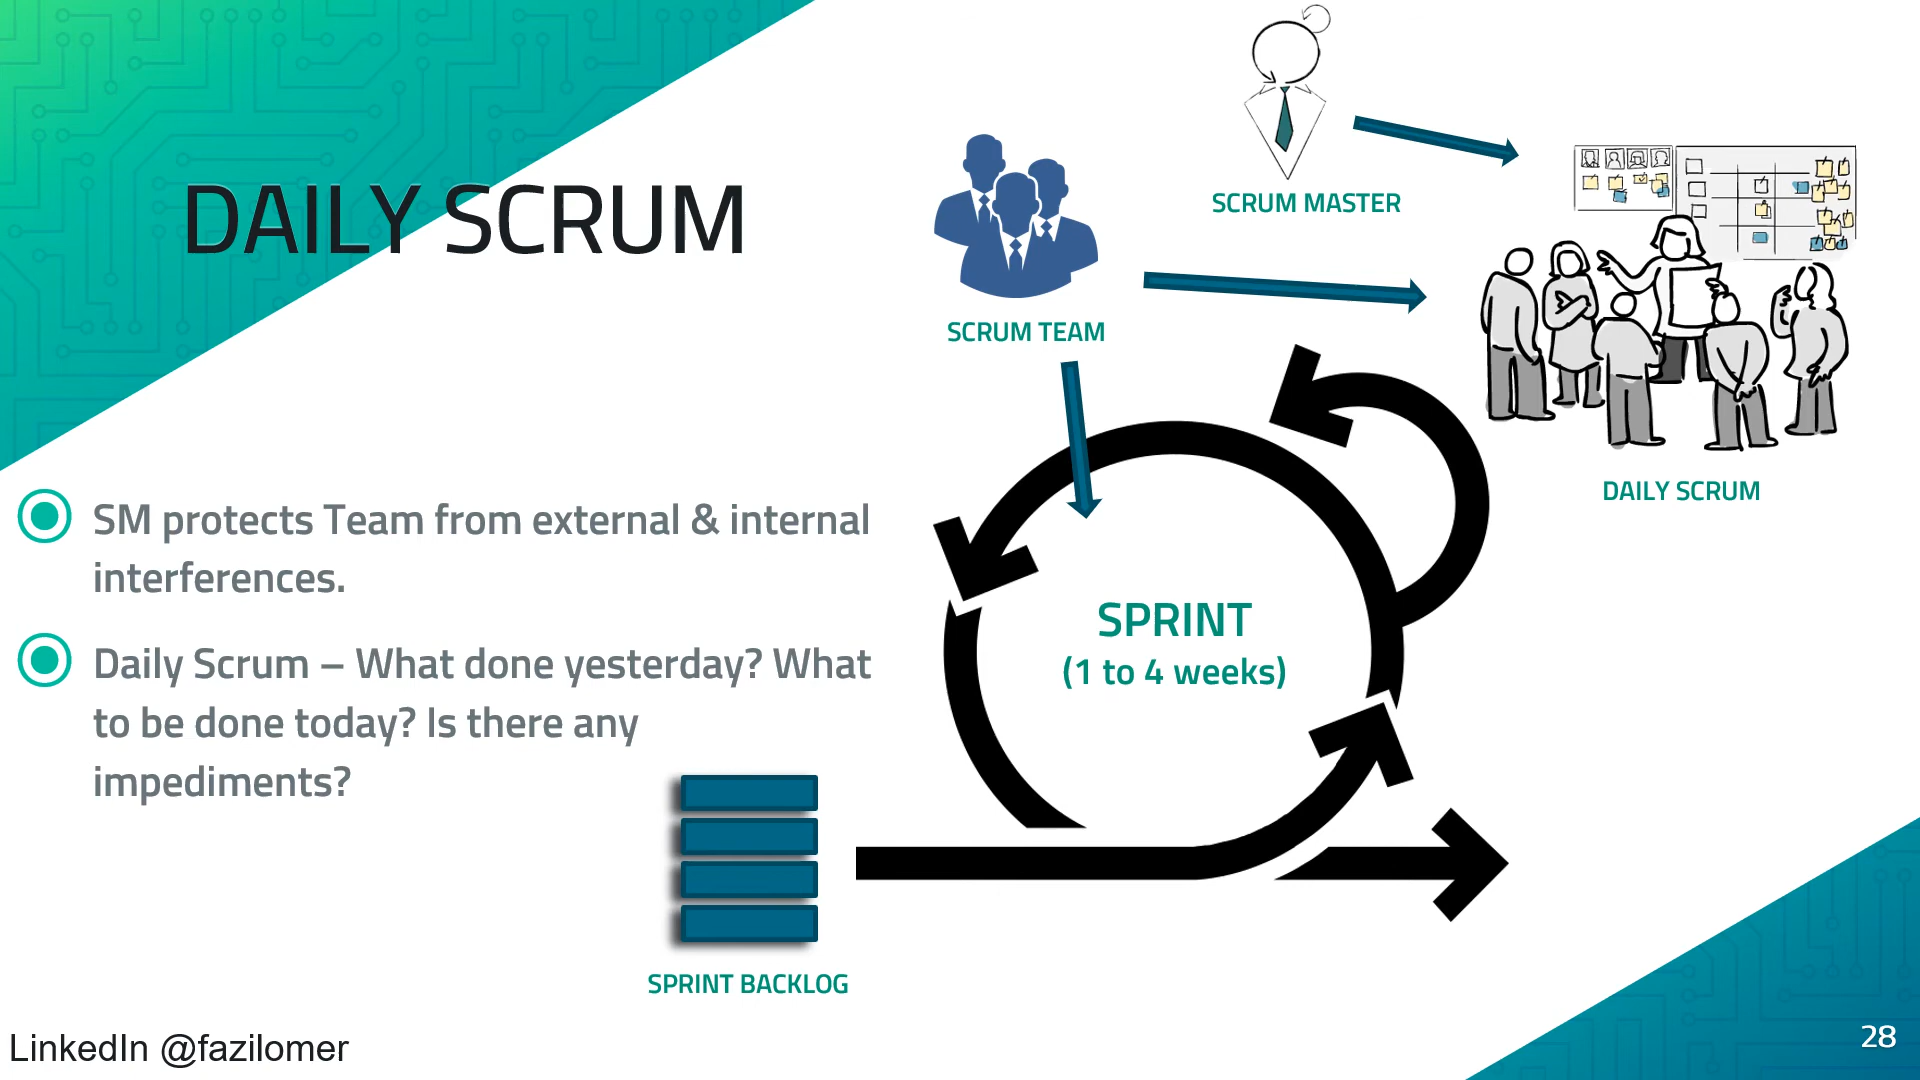 DAILY SCRUM
SCRUM MASTER
SCRUM TEAM
DAILY SCRUM
SM protects Team from external & internal
interferences.
Daily Scrum – What done yesterday? What
to be done today? Is there any
impediments?
SPRINT
(1 to 4 weeks)
SPRINT BACKLOG
LinkedIn @fazilomer
28